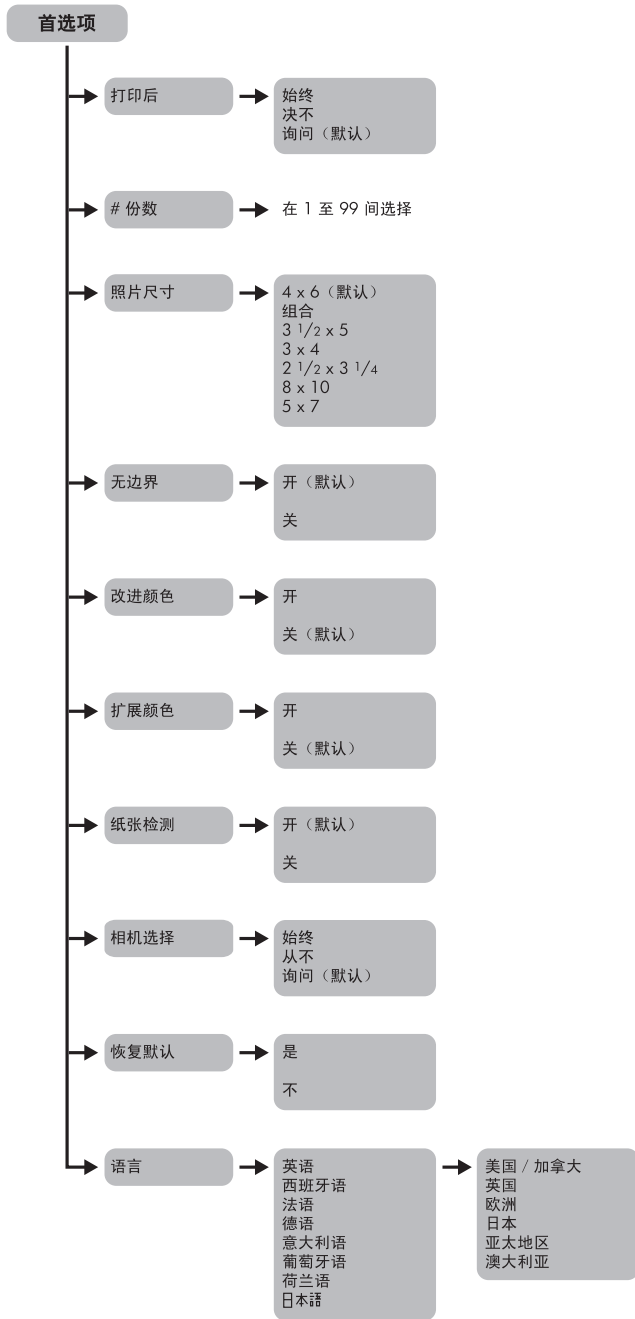 首选项
打印后
始终
决不
询问（默认）
# 份数
在 1 至 99 间选择
照片尺寸
4 x 6（默认）
组合
3 1/2 x 5
3 x 4
2 1/2 x 3 1/4
8 x 10
5 x 7
无边界
开（默认）
关
改进颜色
开
关（默认）
扩展颜色
开
关（默认）
纸张检测
开（默认）
关
相机选择
始终
从不
询问（默认）
恢复默认
是
不
语言
英语
西班牙语
法语
德语
意大利语
葡萄牙语
荷兰语
日本語
美国 / 加拿大
英国
欧洲
日本
亚太地区
澳大利亚